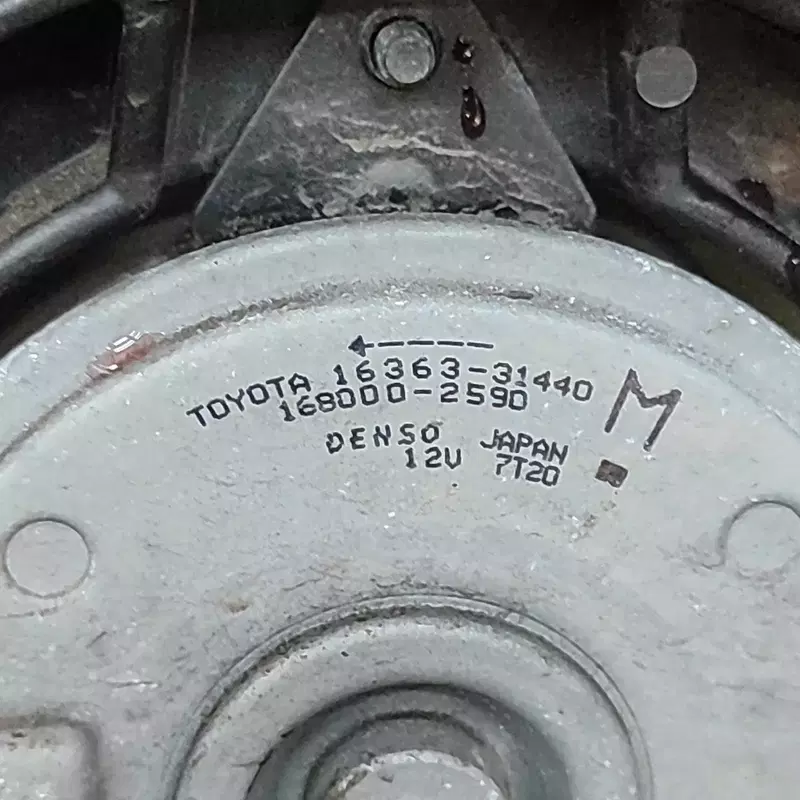 TOYOTA 16363-31440
168000-2590
DENSO JAPAN
12V 7T20
M